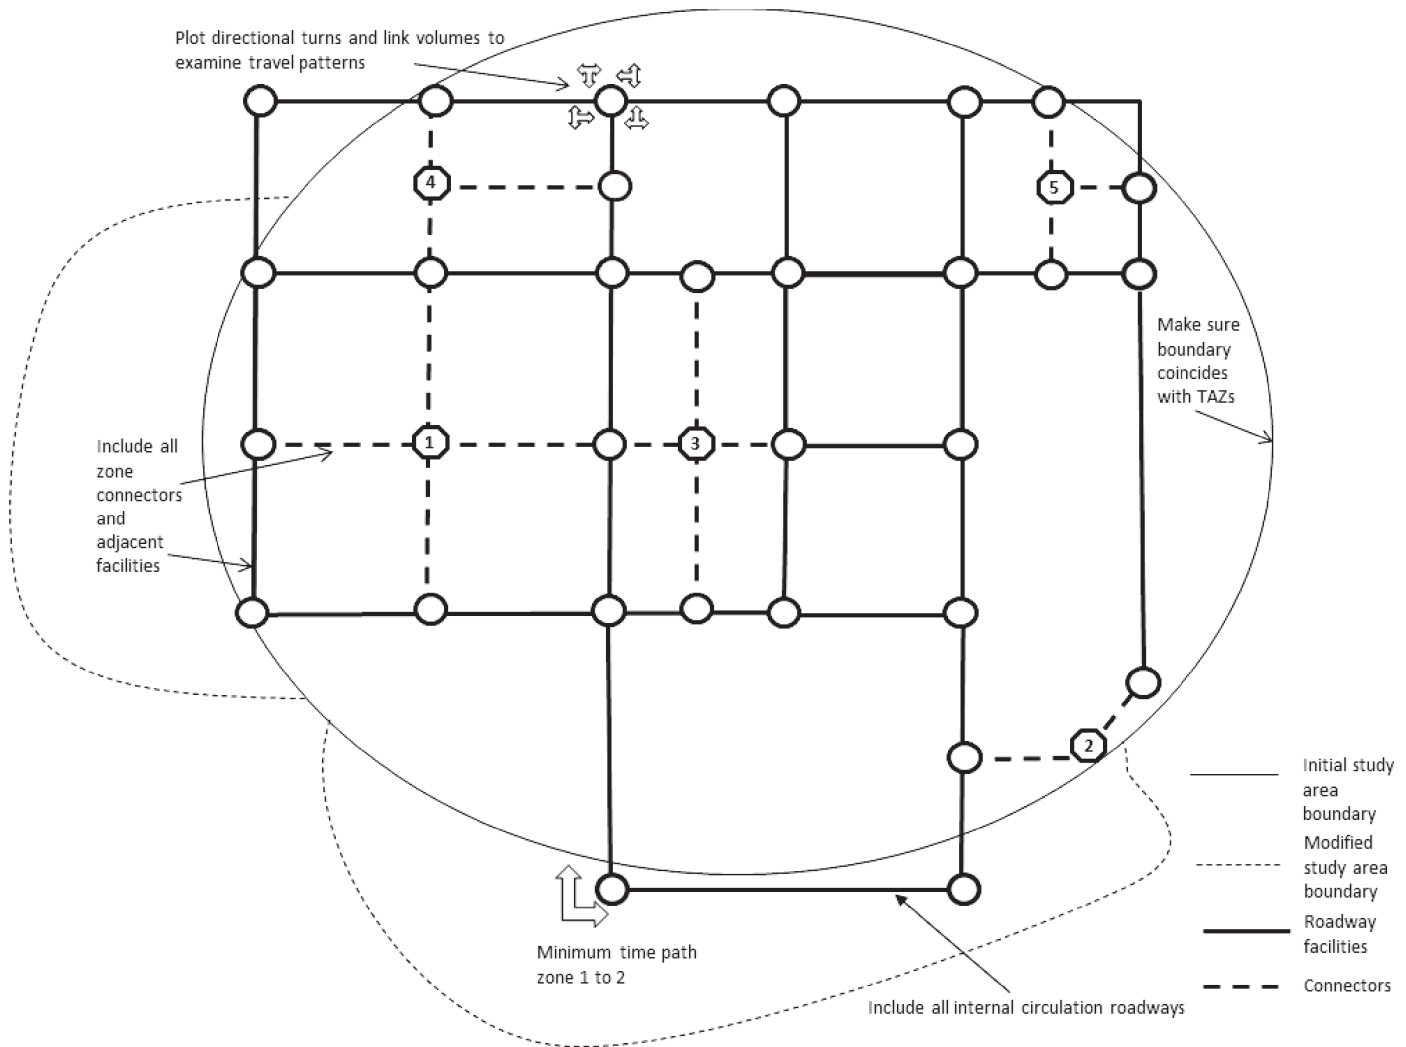 Plot directional turns and link volumes to
examine travel patterns
4
5
Make sure
boundary
coincides
with TAZs
Include all
zone
connectors
and
adjacent
facilities
1
3
2
Initial study
area
boundary
Modified
study area
boundary
Roadway
facilities
Connectors
Minimum time path
zone 1 to 2
Include all internal circulation roadways